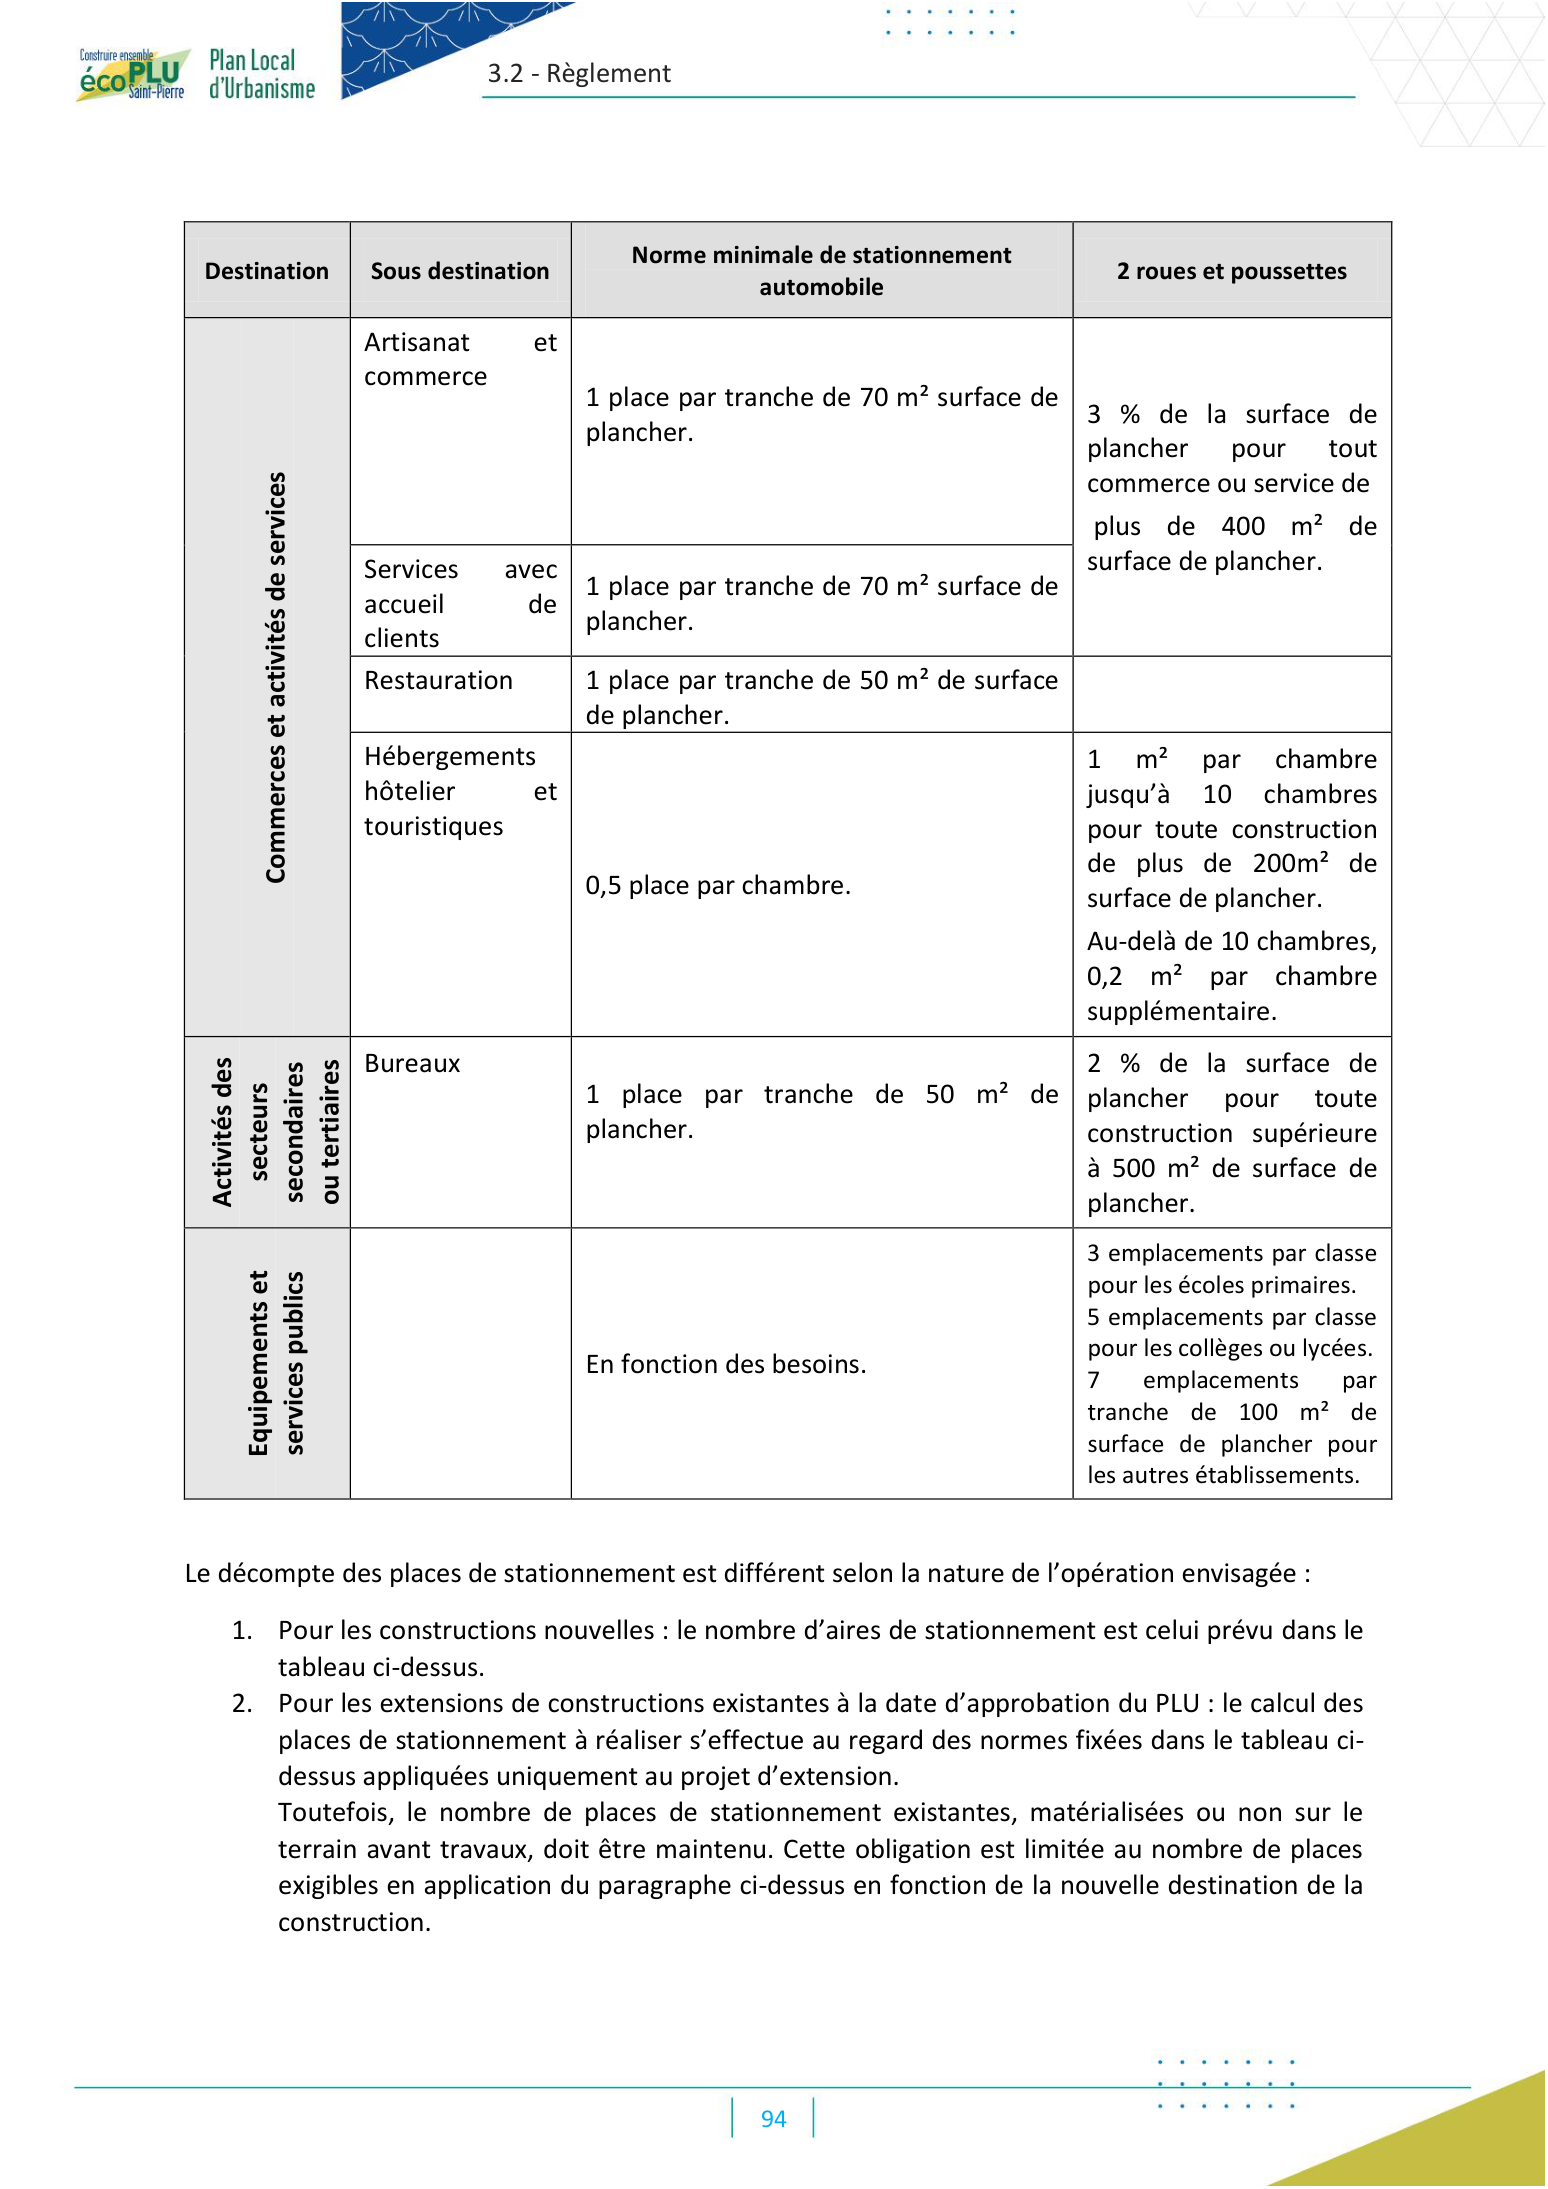 Construire ensemble
écoPLU
Saint-Pierre
Plan Local
d'Urbanisme
3.2 - Règlement
Destination
Sous destination
Norme minimale de stationnement
automobile
2 roues et poussettes
Commerces et activités de services
Artisanat et
commerce
1 place par tranche de 70 m² surface de
plancher.
3 % de la surface de
plancher pour tout
commerce ou service de
plus de 400 m² de
surface de plancher.
Services avec
accueil de
clients
1 place par tranche de 70 m² surface de
plancher.
Restauration
1 place par tranche de 50 m² de surface
de plancher.
Hébergements
hôtelier et
touristiques
0,5 place par chambre.
1 m² par chambre
jusqu’à 10 chambres
pour toute construction
de plus de 200m² de
surface de plancher.
Au-delà de 10 chambres,
0,2 m² par chambre
supplémentaire.
Activités des
secteurs
secondaires
ou tertiaires
Bureaux
1 place par tranche de 50 m² de
plancher.
2 % de la surface de
plancher pour toute
construction supérieure
à 500 m² de surface de
plancher.
Equipements et
services publics
En fonction des besoins.
3 emplacements par classe
pour les écoles primaires.
5 emplacements par classe
pour les collèges ou lycées.
7 emplacements par
tranche de 100 m² de
surface de plancher pour
les autres établissements.
Le décompte des places de stationnement est différent selon la nature de l’opération envisagée :
1. Pour les constructions nouvelles : le nombre d’aires de stationnement est celui prévu dans le
tableau ci-dessus.
2. Pour les extensions de constructions existantes à la date d’approbation du PLU : le calcul des
places de stationnement à réaliser s’effectue au regard des normes fixées dans le tableau ci-
dessus appliquées uniquement au projet d’extension.
Toutefois, le nombre de places de stationnement existantes, matérialisées ou non sur le
terrain avant travaux, doit être maintenu. Cette obligation est limitée au nombre de places
exigibles en application du paragraphe ci-dessus en fonction de la nouvelle destination de la
construction.
94